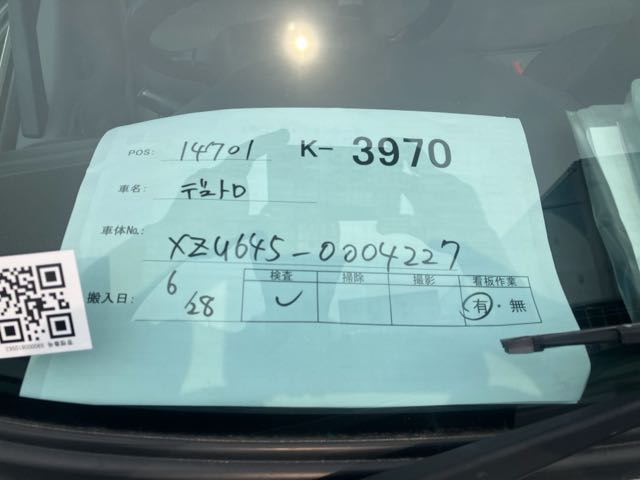 POS: 14701 K- 3970
車名: デュトロ
車体No.: XZU645-0004227
検査 掃除 撮影 看板作業
搬入日: 6/28 有・無